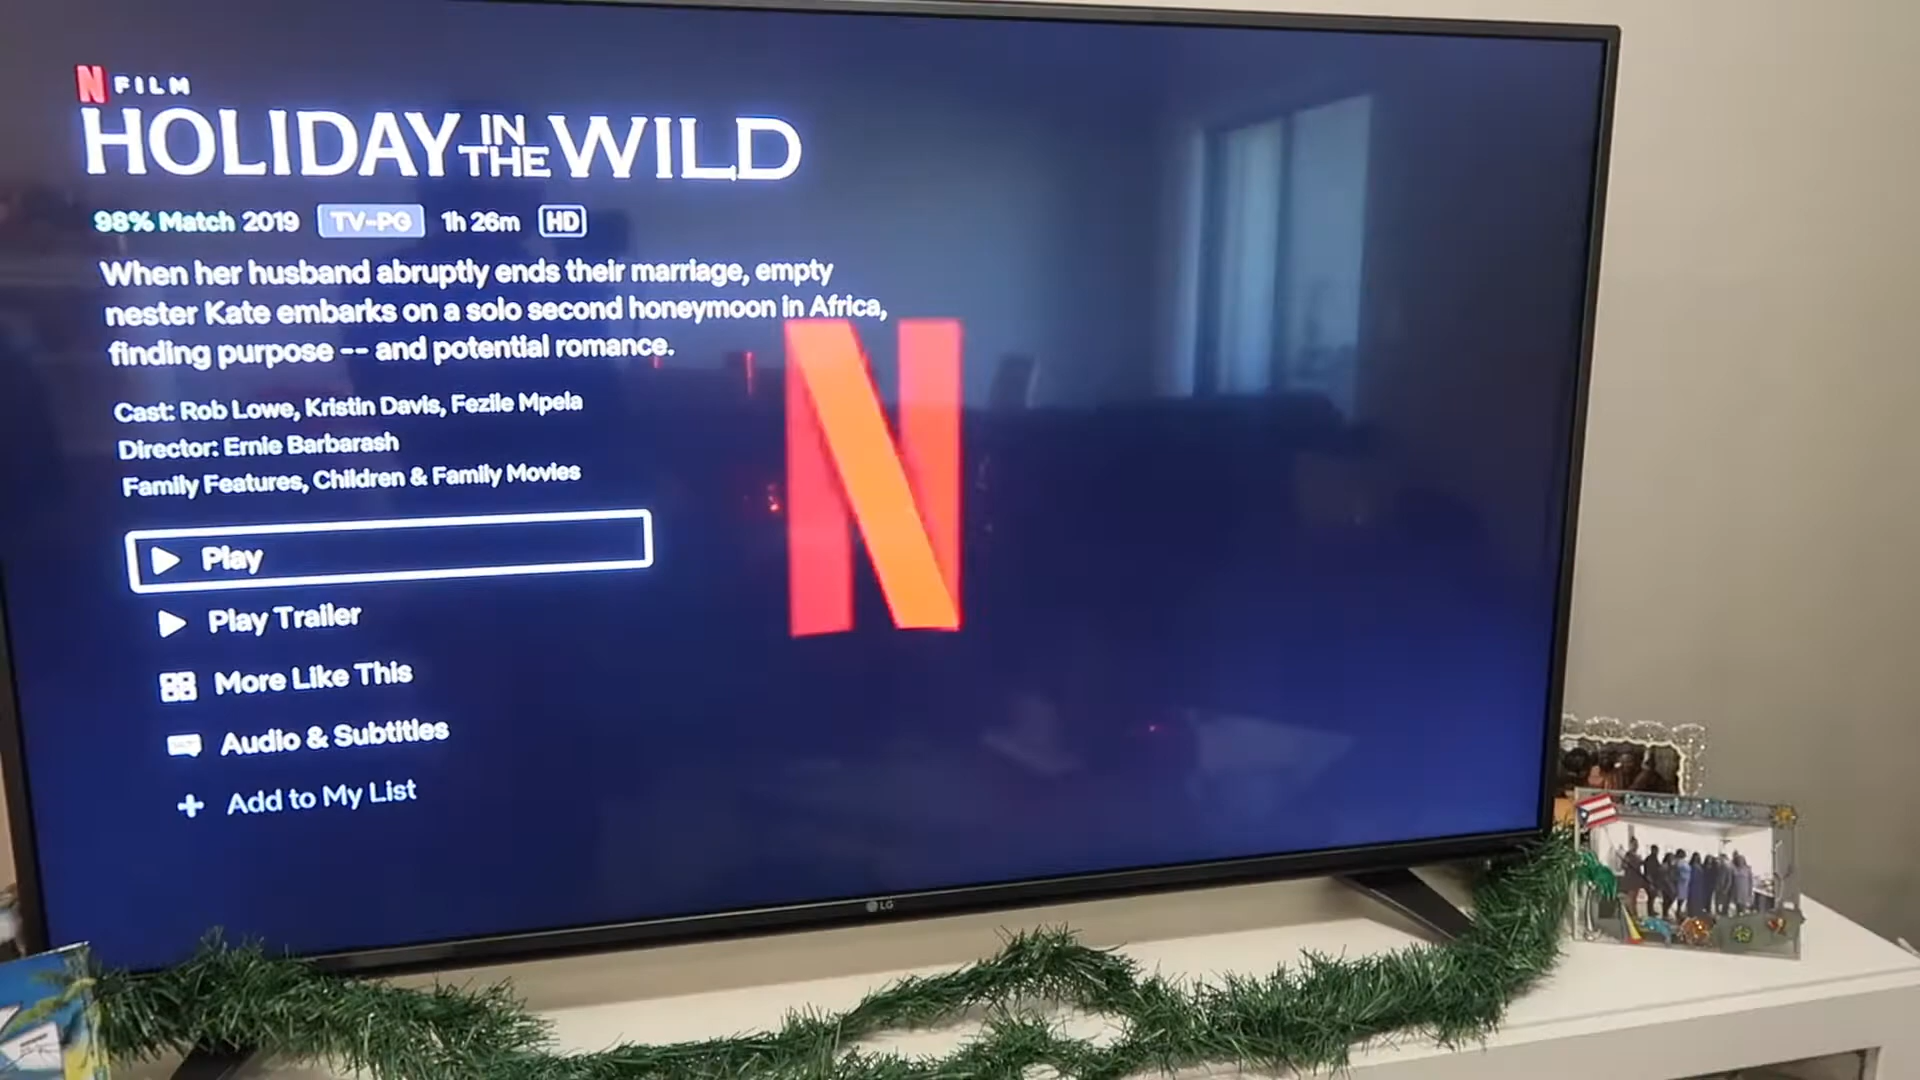 N FILM
HOLIDAY IN THE WILD
98% Match 2019 TV-PG 1h 26m HD
When her husband abruptly ends their marriage, empty
nester Kate embarks on a solo second honeymoon in Africa,
finding purpose -- and potential romance.
Cast: Rob Lowe, Kristin Davis, Fezile Mpela
Director: Ernie Barbarash
Family Features, Children & Family Movies
Play
Play Trailer
More Like This
Audio & Subtitles
Add to My List
N
LG